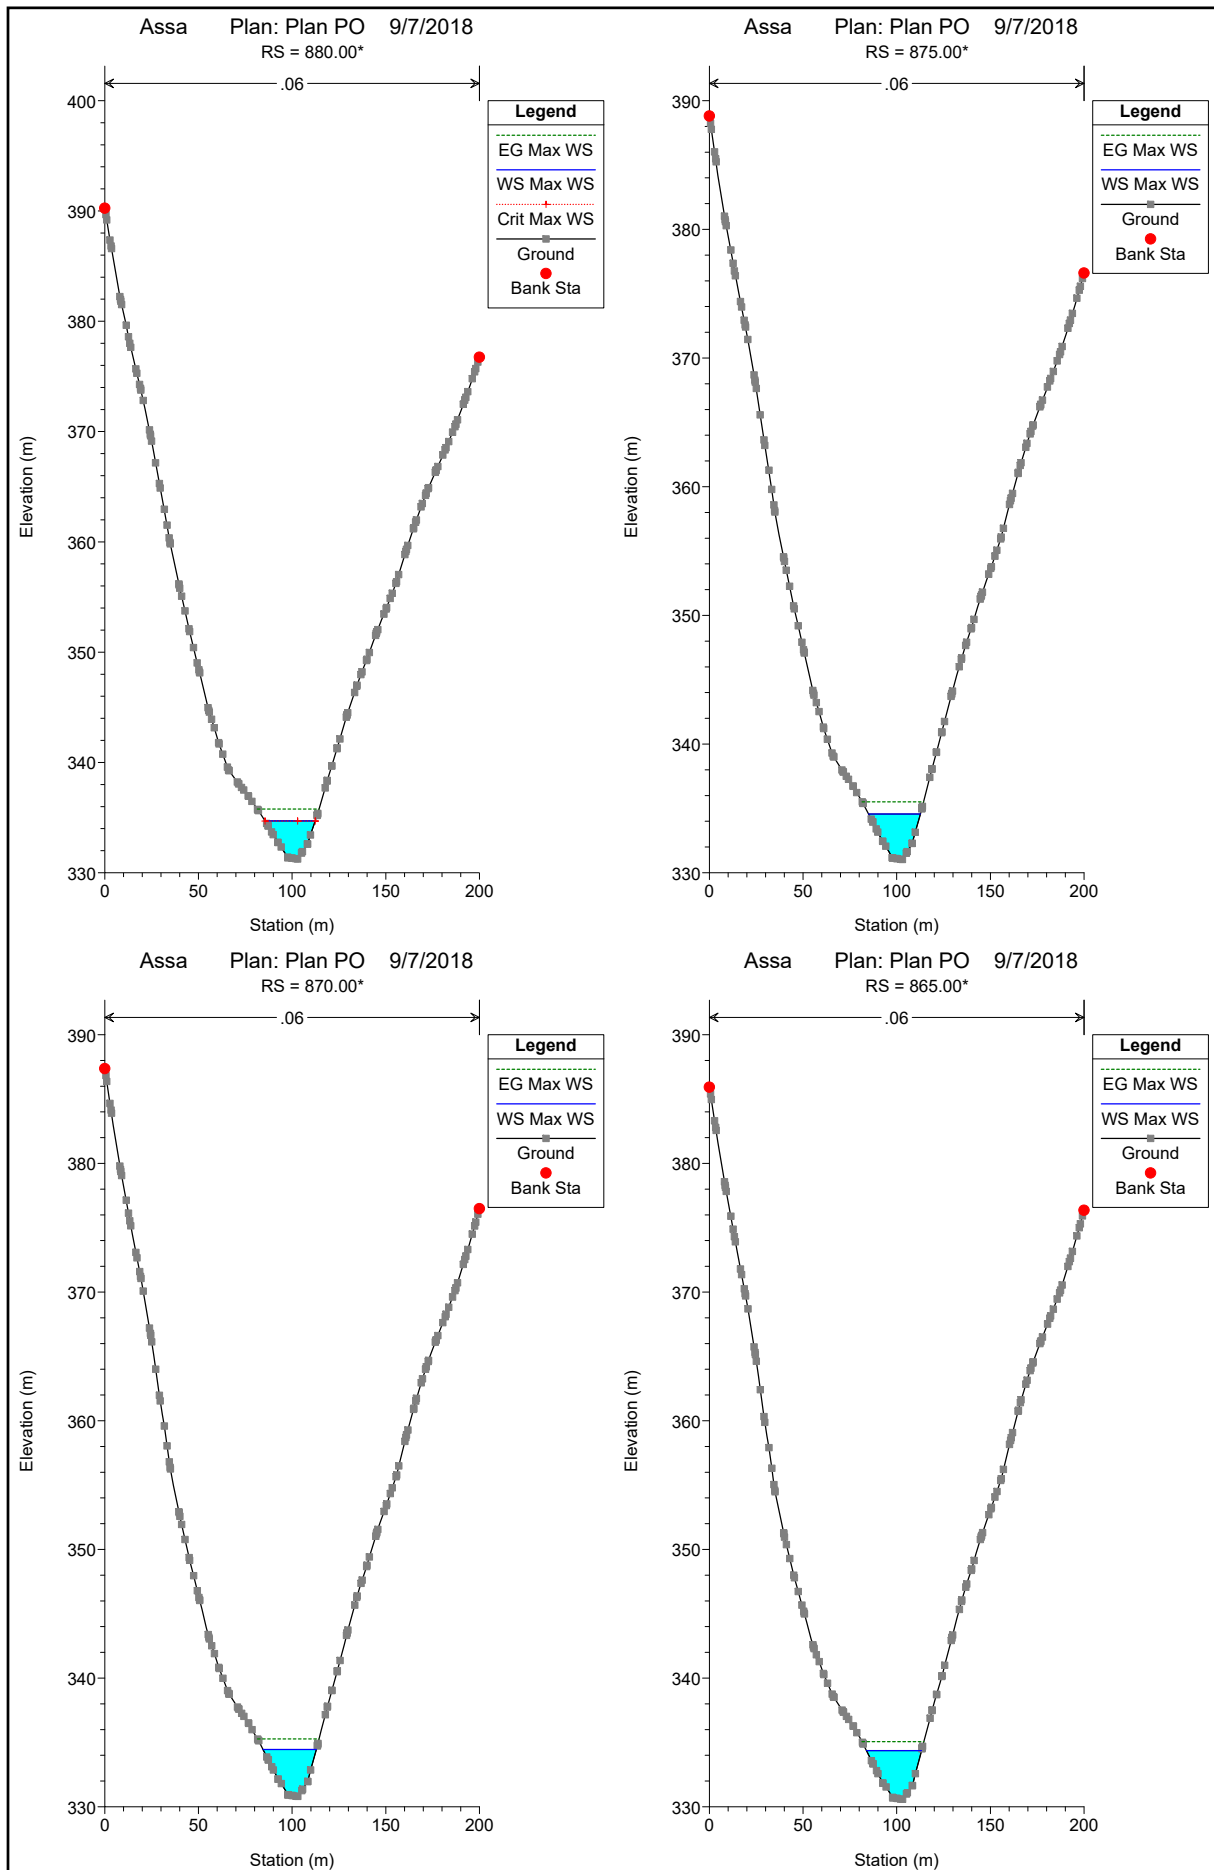 Assa Plan: Plan PO 9/7/2018
RS = 880.00*
.06
Legend
EG Max WS
WS Max WS
Crit Max WS
Ground
Bank Sta
400
390
380
370
360
350
340
330
Elevation (m)
0 50 100 150 200
Station (m)
Assa Plan: Plan PO 9/7/2018
RS = 875.00*
.06
Legend
EG Max WS
WS Max WS
Ground
Bank Sta
390
380
370
360
350
340
330
Elevation (m)
0 50 100 150 200
Station (m)
Assa Plan: Plan PO 9/7/2018
RS = 870.00*
.06
Legend
EG Max WS
WS Max WS
Ground
Bank Sta
390
380
370
360
350
340
330
Elevation (m)
0 50 100 150 200
Station (m)
Assa Plan: Plan PO 9/7/2018
RS = 865.00*
.06
Legend
EG Max WS
WS Max WS
Ground
Bank Sta
390
380
370
360
350
340
330
Elevation (m)
0 50 100 150 200
Station (m)